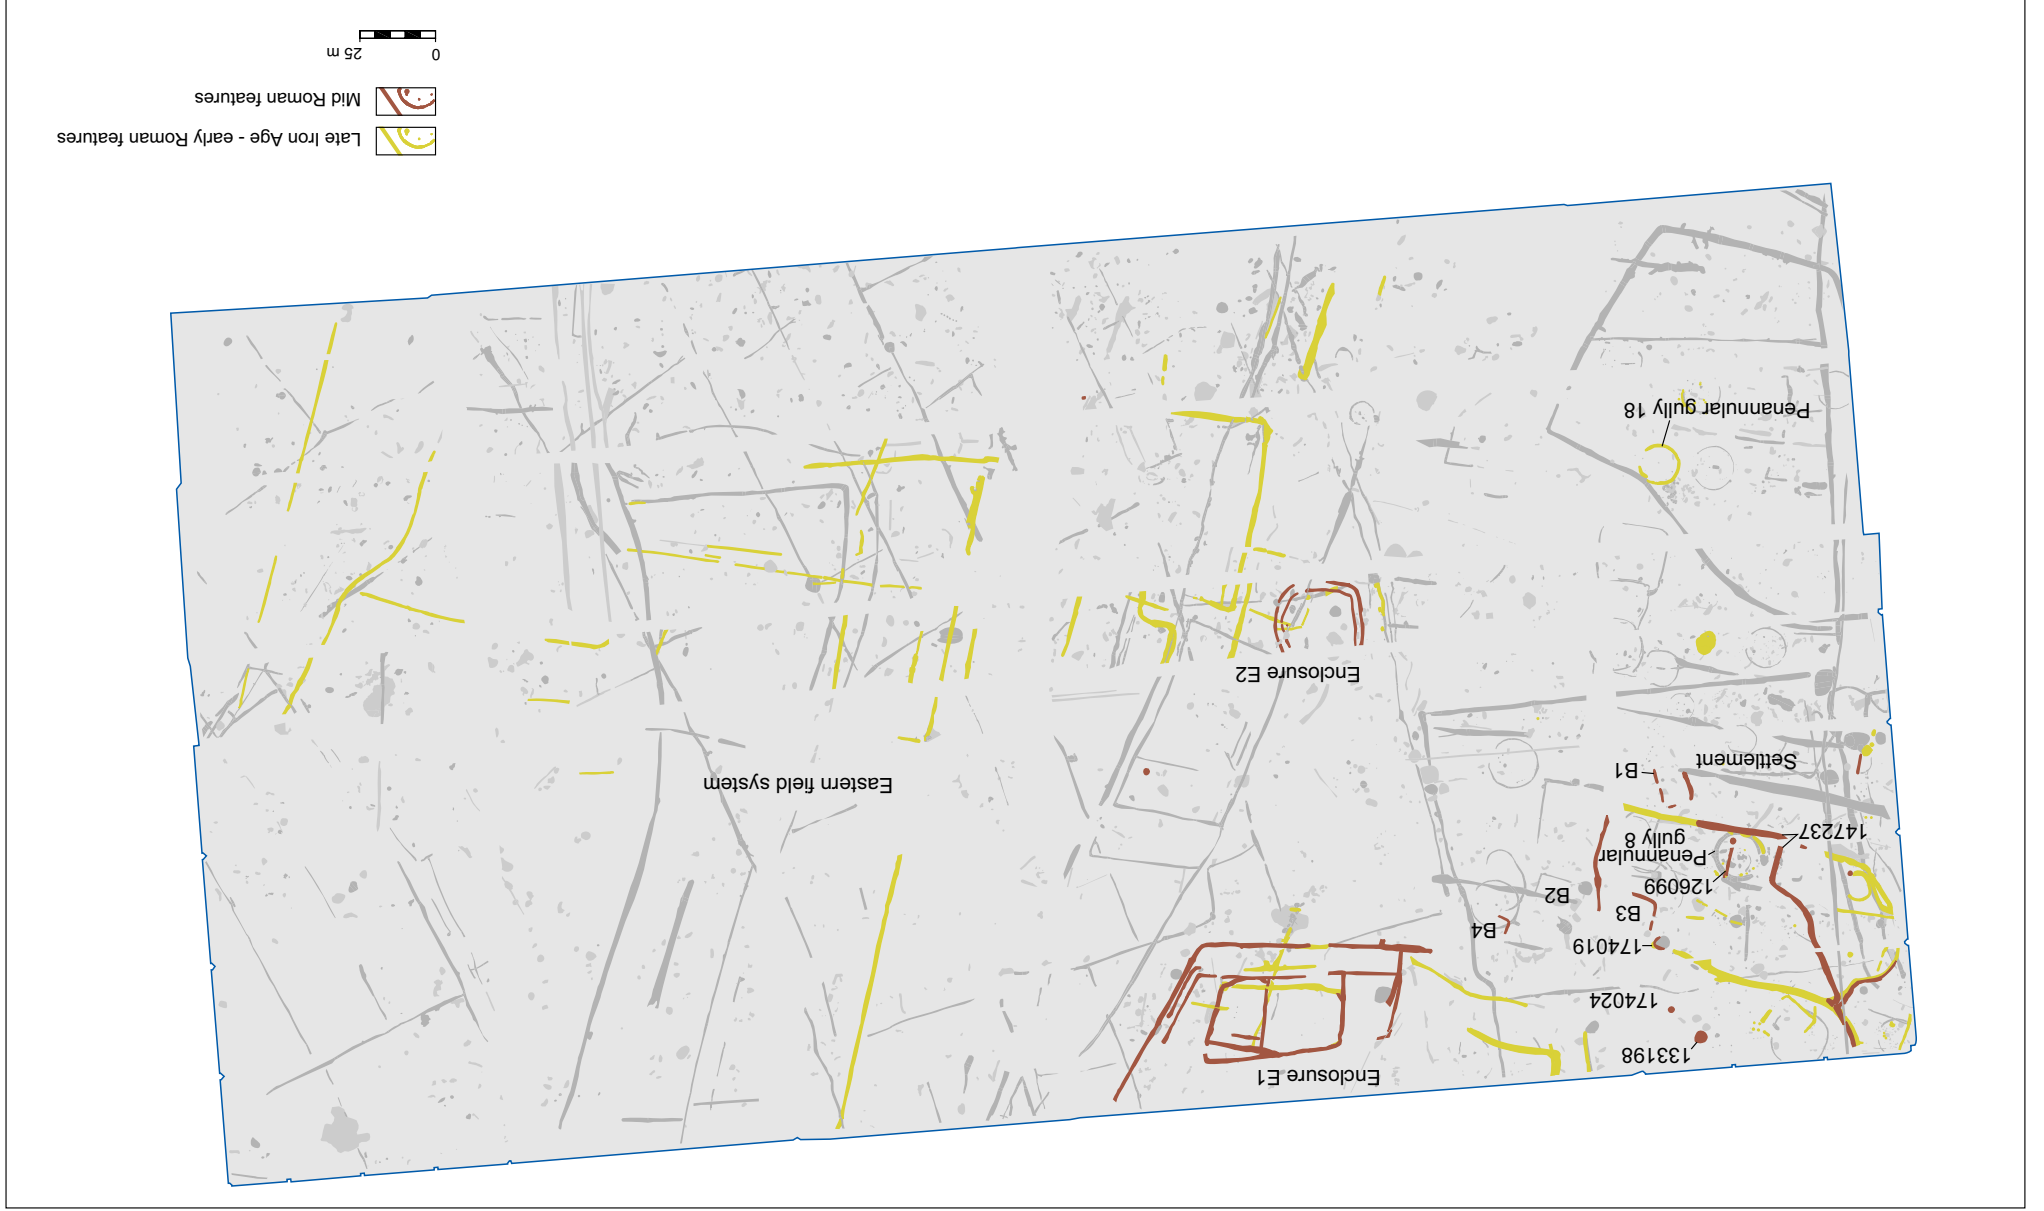 Enclosure E1
133198
174024
174019
B4
B3
B2
126099
Penannular
gully 8
147237
Eastern field system
B1
Settlement
Enclosure E2
Penannular gully 18
Late Iron Age - early Roman features
Mid Roman features
0 25 m